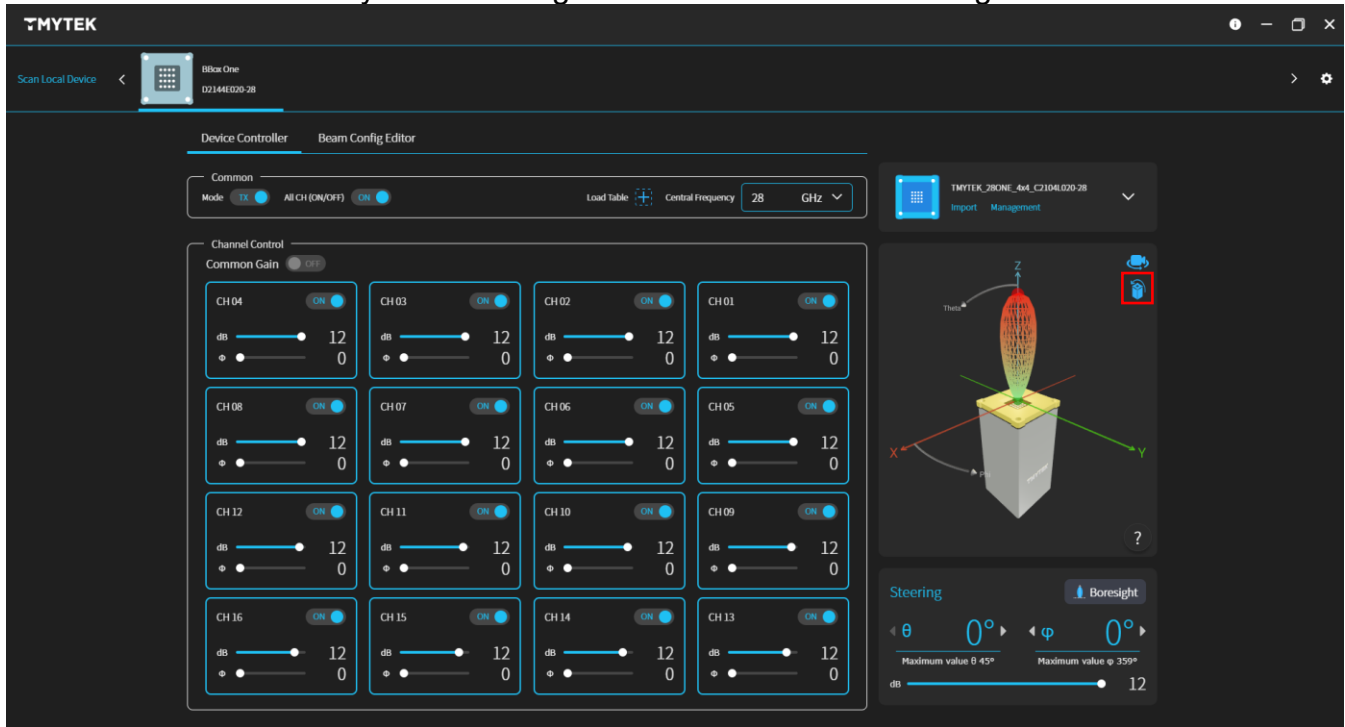 TMYTEK
Scan Local Device
BBox One
D2144E020-28
Device Controller Beam Config Editor
Common
Mode TX All CH (ON/OFF) ON Load Table Central Frequency 28 GHz
TMYTEK_28ONE_4x4_C2104L020-28
Import Management
Channel Control
Common Gain OFF
CH 04 ON CH 03 ON CH 02 ON CH 01 ON
dB 12 dB 12 dB 12 dB 12
Φ 0 Φ 0 Φ 0 Φ 0
CH 08 ON CH 07 ON CH 06 ON CH 05 ON
dB 12 dB 12 dB 12 dB 12
Φ 0 Φ 0 Φ 0 Φ 0
CH 12 ON CH 11 ON CH 10 ON CH 09 ON
dB 12 dB 12 dB 12 dB 12
Φ 0 Φ 0 Φ 0 Φ 0
CH 16 ON CH 15 ON CH 14 ON CH 13 ON
dB 12 dB 12 dB 12 dB 12
Φ 0 Φ 0 Φ 0 Φ 0
Z
Theta
X Y
Phi
TMYTEK
?
Steering Boresight
θ 0° φ 0°
Maximum value θ 45° Maximum value φ 359°
dB 12